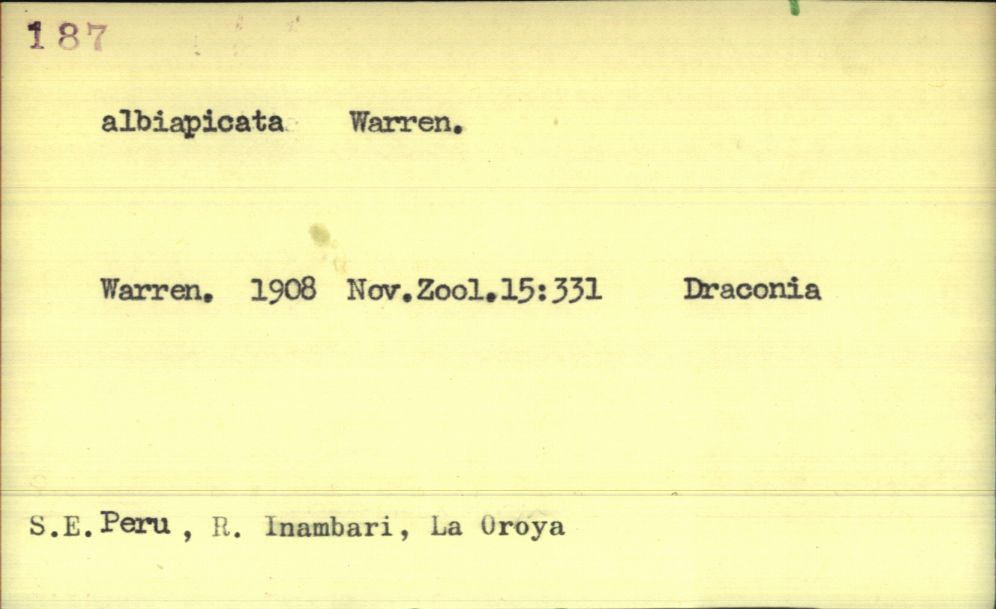 187
albiapicata Warren.
Warren. 1908 Nov.Zool.15:331 Draconia
S.E. Peru, R. Inambari, La Oroya